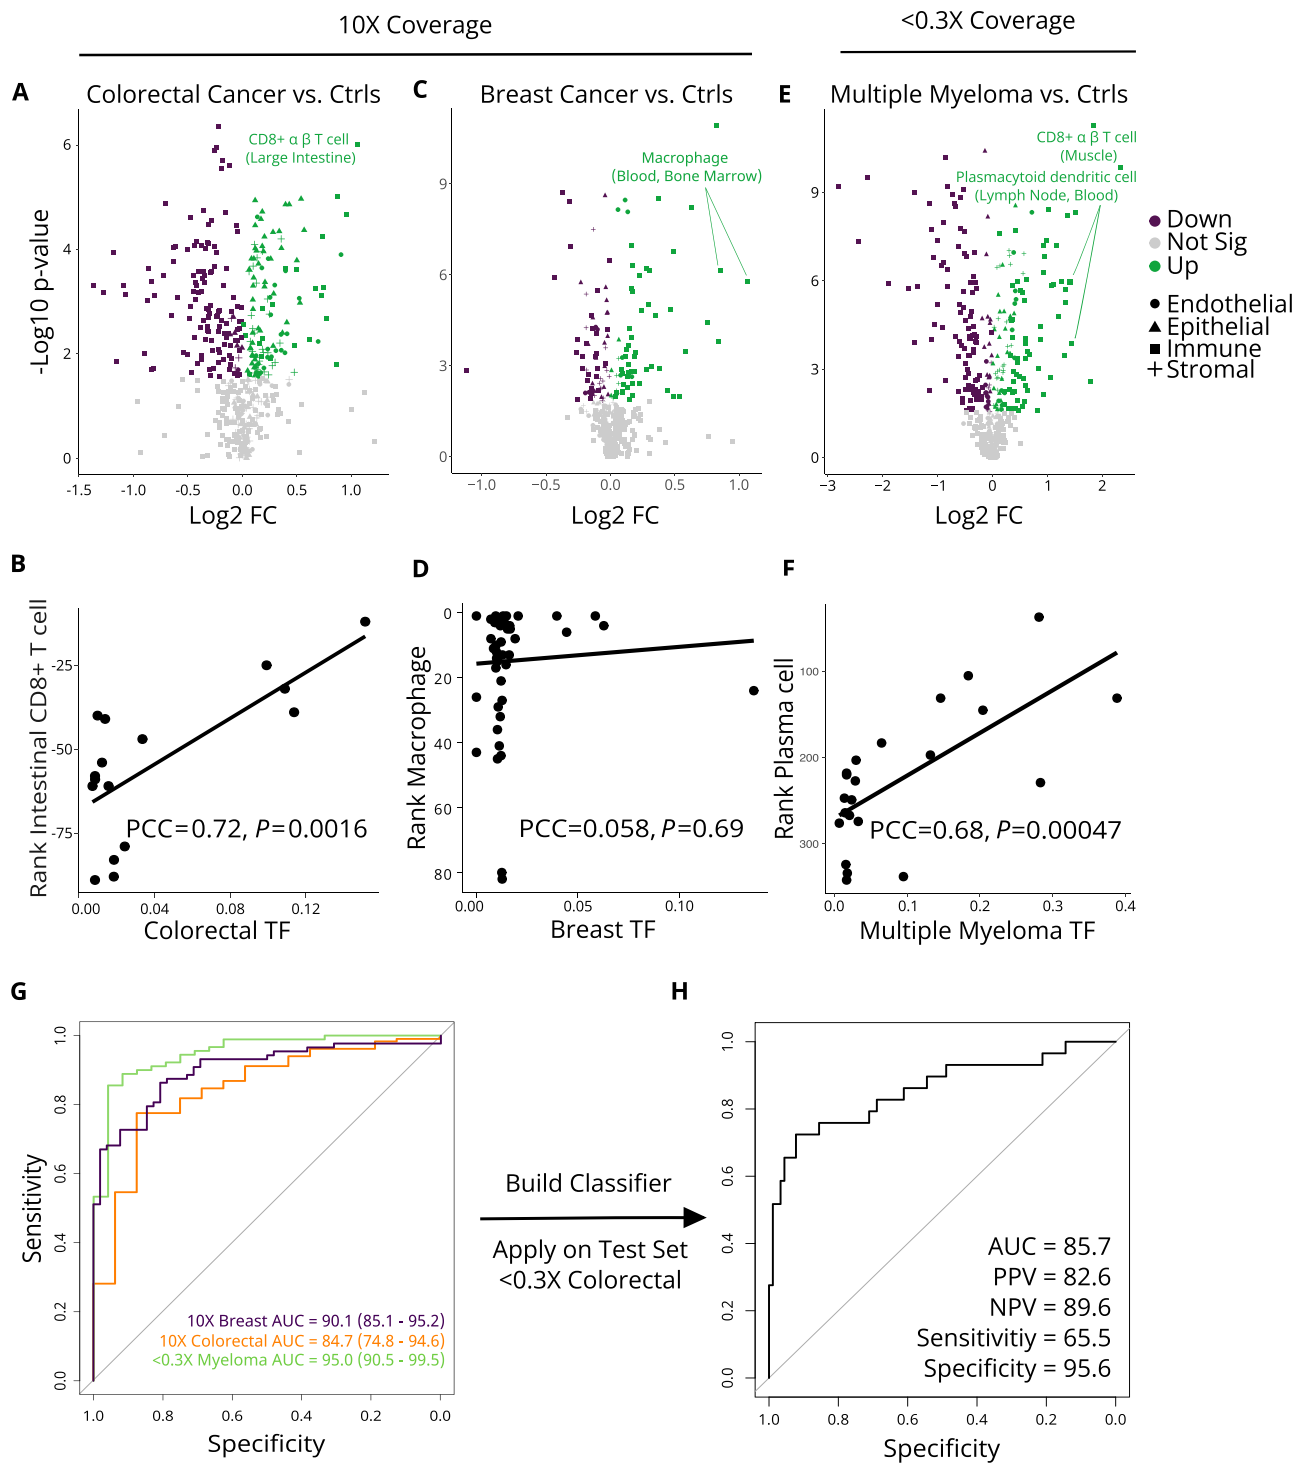 10X Coverage
<0.3X Coverage
A
Colorectal Cancer vs. Ctrls
C
Breast Cancer vs. Ctrls
E
Multiple Myeloma vs. Ctrls
-Log10 p-value
6
4
2
0
CD8+ α β T cell
(Large Intestine)
-1.5
-1.0
-0.5
0.0
0.5
1.0
Log2 FC
9
6
3
0
Macrophage
(Blood, Bone Marrow)
−1.0
−0.5
0.0
0.5
1.0
Log2 FC
9
6
3
0
CD8+ α β T cell
(Muscle)
Plasmacytoid dendritic cell
(Lymph Node, Blood)
−3
−2
−1
0
1
2
Log2 FC
Down
Not Sig
Up
Endothelial
Epithelial
Immune
Stromal
B
Rank Intestinal CD8+ T cell
-25
-50
-75
PCC=0.72, P=0.0016
0.00
0.04
0.08
0.12
Colorectal TF
D
Rank Macrophage
0
20
40
60
80
PCC=0.058, P=0.69
0.00
0.05
0.10
Breast TF
F
Rank Plasma cell
100
200
300
PCC=0.68, P=0.00047
0.0
0.1
0.2
0.3
0.4
Multiple Myeloma TF
G
Sensitivity
1.0
0.8
0.6
0.4
0.2
0.0
10X Breast AUC = 90.1 (85.1 - 95.2)
10X Colorectal AUC = 84.7 (74.8 - 94.6)
<0.3X Myeloma AUC = 95.0 (90.5 - 99.5)
1.0
0.8
0.6
0.4
0.2
0.0
Specificity
Build Classifier
Apply on Test Set
<0.3X Colorectal
H
1.0
0.8
0.6
0.4
0.2
0.0
AUC = 85.7
PPV = 82.6
NPV = 89.6
Sensitivitiy = 65.5
Specificity = 95.6
1.0
0.8
0.6
0.4
0.2
0.0
Specificity